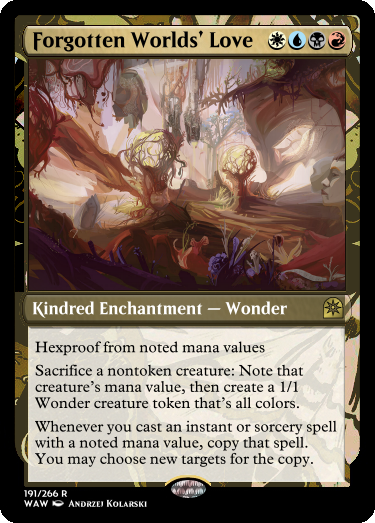 Forgotten Worlds’ Love
Kindred Enchantment — Wonder
Hexproof from noted mana values
Sacrifice a nontoken creature: Note that
creature’s mana value, then create a 1/1
Wonder creature token that’s all colors.
Whenever you cast an instant or sorcery spell
with a noted mana value, copy that spell.
You may choose new targets for the copy.
191/266 R
WAW Andrzej Kolarski